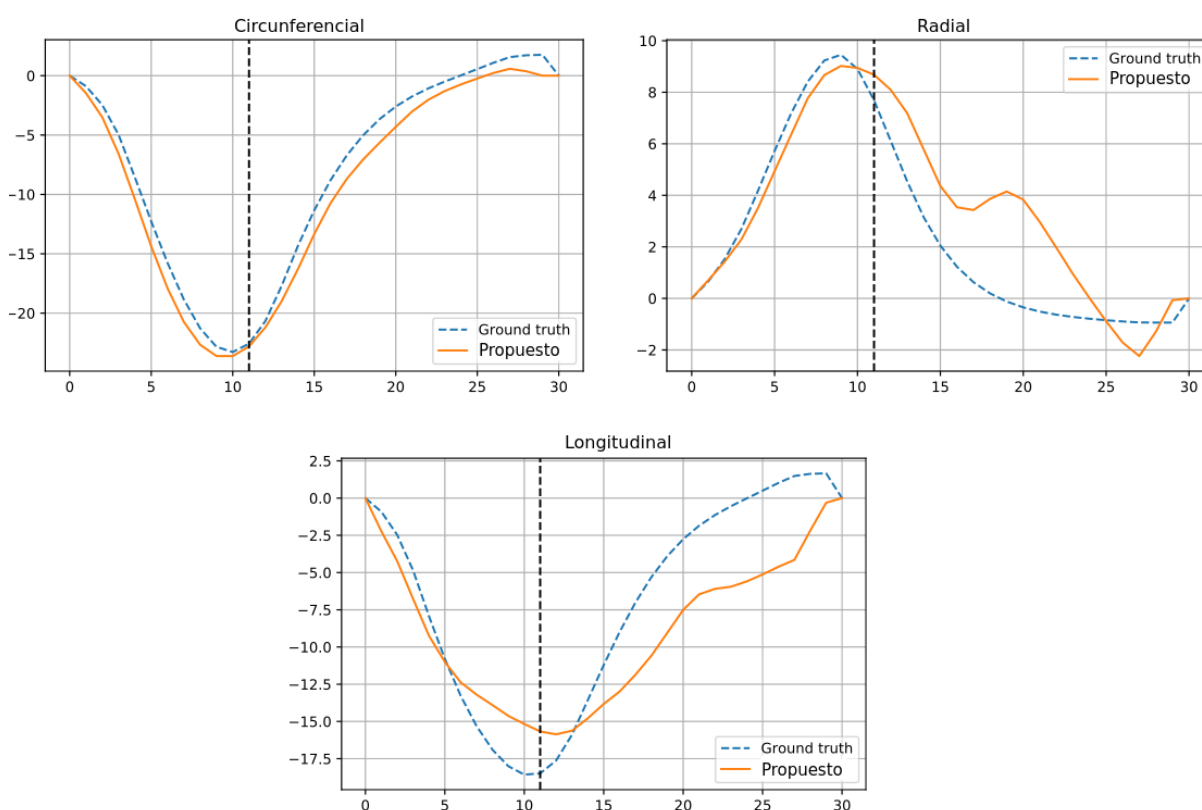 Circunferencial
0
−5
−10
−15
−20
0 5 10 15 20 25 30
Ground truth
Propuesto
Radial
10
8
6
4
2
0
−2
0 5 10 15 20 25 30
Ground truth
Propuesto
Longitudinal
2.5
0.0
−2.5
−5.0
−7.5
−10.0
−12.5
−15.0
−17.5
0 5 10 15 20 25 30
Ground truth
Propuesto